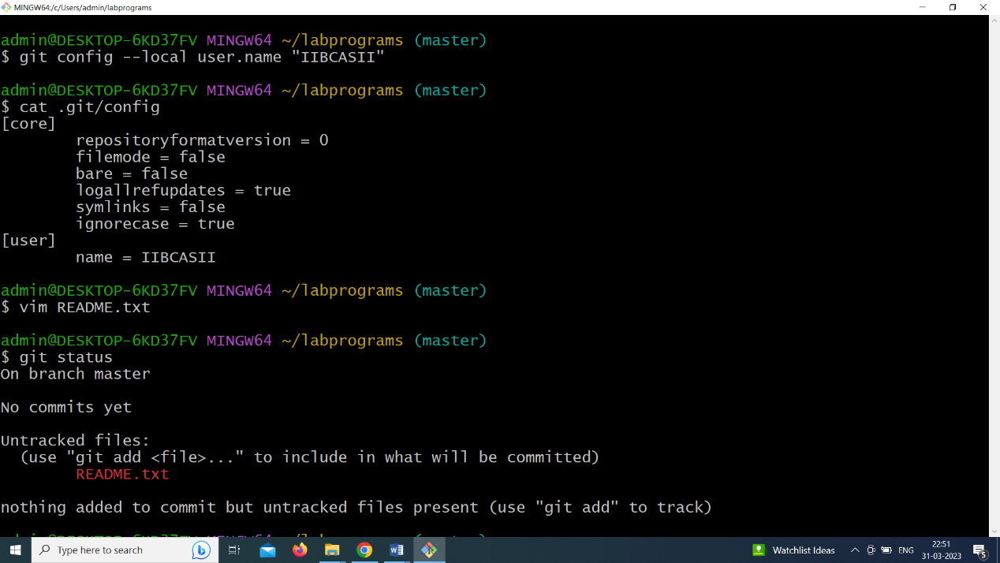 MINGW64:/c/Users/admin/labprograms
admin@DESKTOP-6KD37FV MINGW64 ~/labprograms (master)
$ git config --local user.name "IIBCASII"
admin@DESKTOP-6KD37FV MINGW64 ~/labprograms (master)
$ cat .git/config
[core]
repositoryformatversion = 0
filemode = false
bare = false
logallrefupdates = true
symlinks = false
ignorecase = true
[user]
name = IIBCASII
admin@DESKTOP-6KD37FV MINGW64 ~/labprograms (master)
$ vim README.txt
admin@DESKTOP-6KD37FV MINGW64 ~/labprograms (master)
$ git status
On branch master
No commits yet
Untracked files:
(use "git add <file>..." to include in what will be committed)
README.txt
nothing added to commit but untracked files present (use "git add" to track)
Type here to search
Watchlist Ideas
ENG
22:51
31-03-2023
5